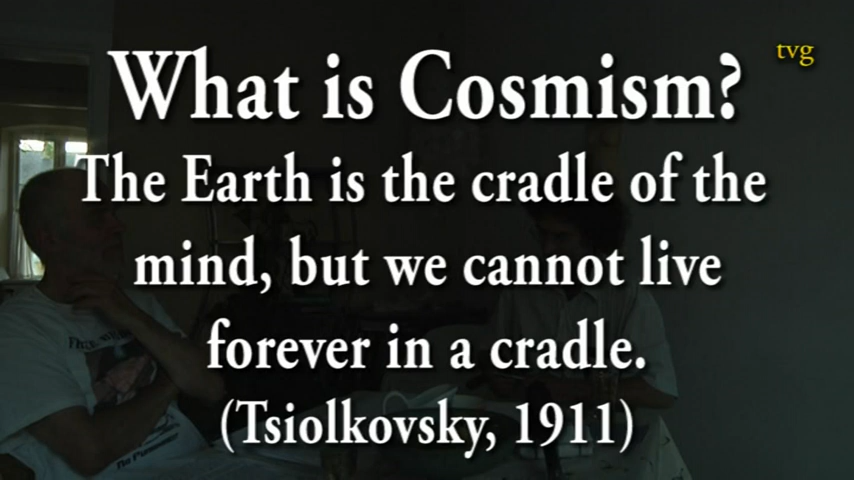 What is Cosmism?
tvg
The Earth is the cradle of the
mind, but we cannot live
forever in a cradle.
(Tsiolkovsky, 1911)